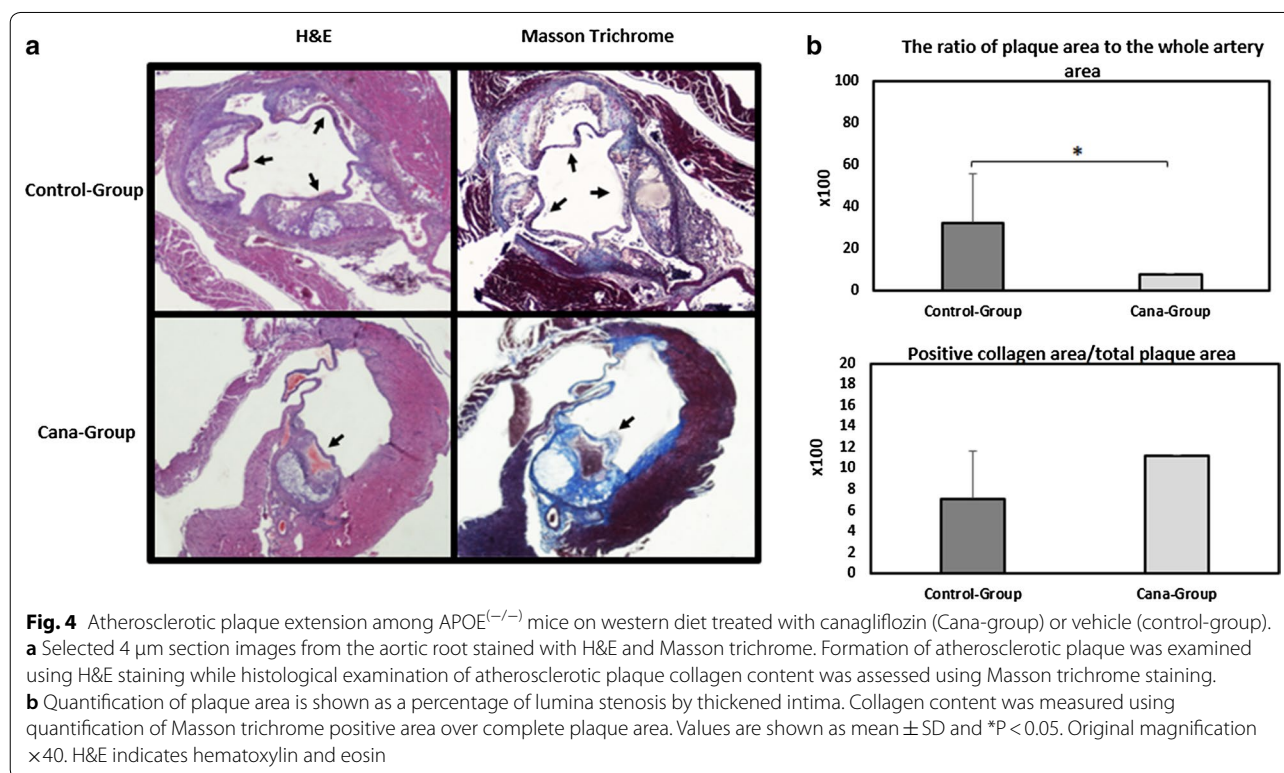 a
H&E
Masson Trichrome
Control-Group
Cana-Group
b
The ratio of plaque area to the whole artery
area
x100
100
80
60
40
20
0
*
Control-Group
Cana-Group
Positive collagen area/total plaque area
x100
20
18
16
14
12
10
8
6
4
2
0
Control-Group
Cana-Group
Fig. 4 Atherosclerotic plaque extension among APOE(−/−) mice on western diet treated with canagliflozin (Cana-group) or vehicle (control-group).
a Selected 4 μm section images from the aortic root stained with H&E and Masson trichrome. Formation of atherosclerotic plaque was examined
using H&E staining while histological examination of atherosclerotic plaque collagen content was assessed using Masson trichrome staining.
b Quantification of plaque area is shown as a percentage of lumina stenosis by thickened intima. Collagen content was measured using
quantification of Masson trichrome positive area over complete plaque area. Values are shown as mean ± SD and *P < 0.05. Original magnification
×40. H&E indicates hematoxylin and eosin